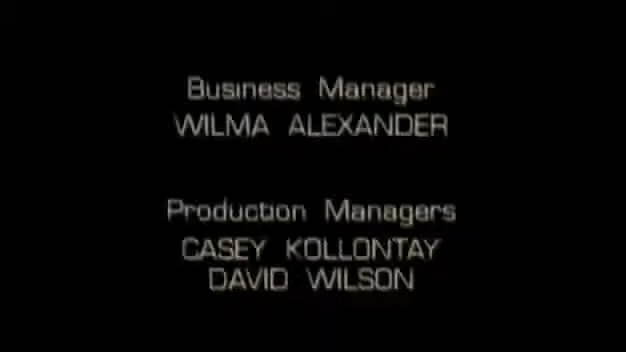 Business Manager
WILMA ALEXANDER
Production Managers
CASEY KOLLONTAY
DAVID WILSON